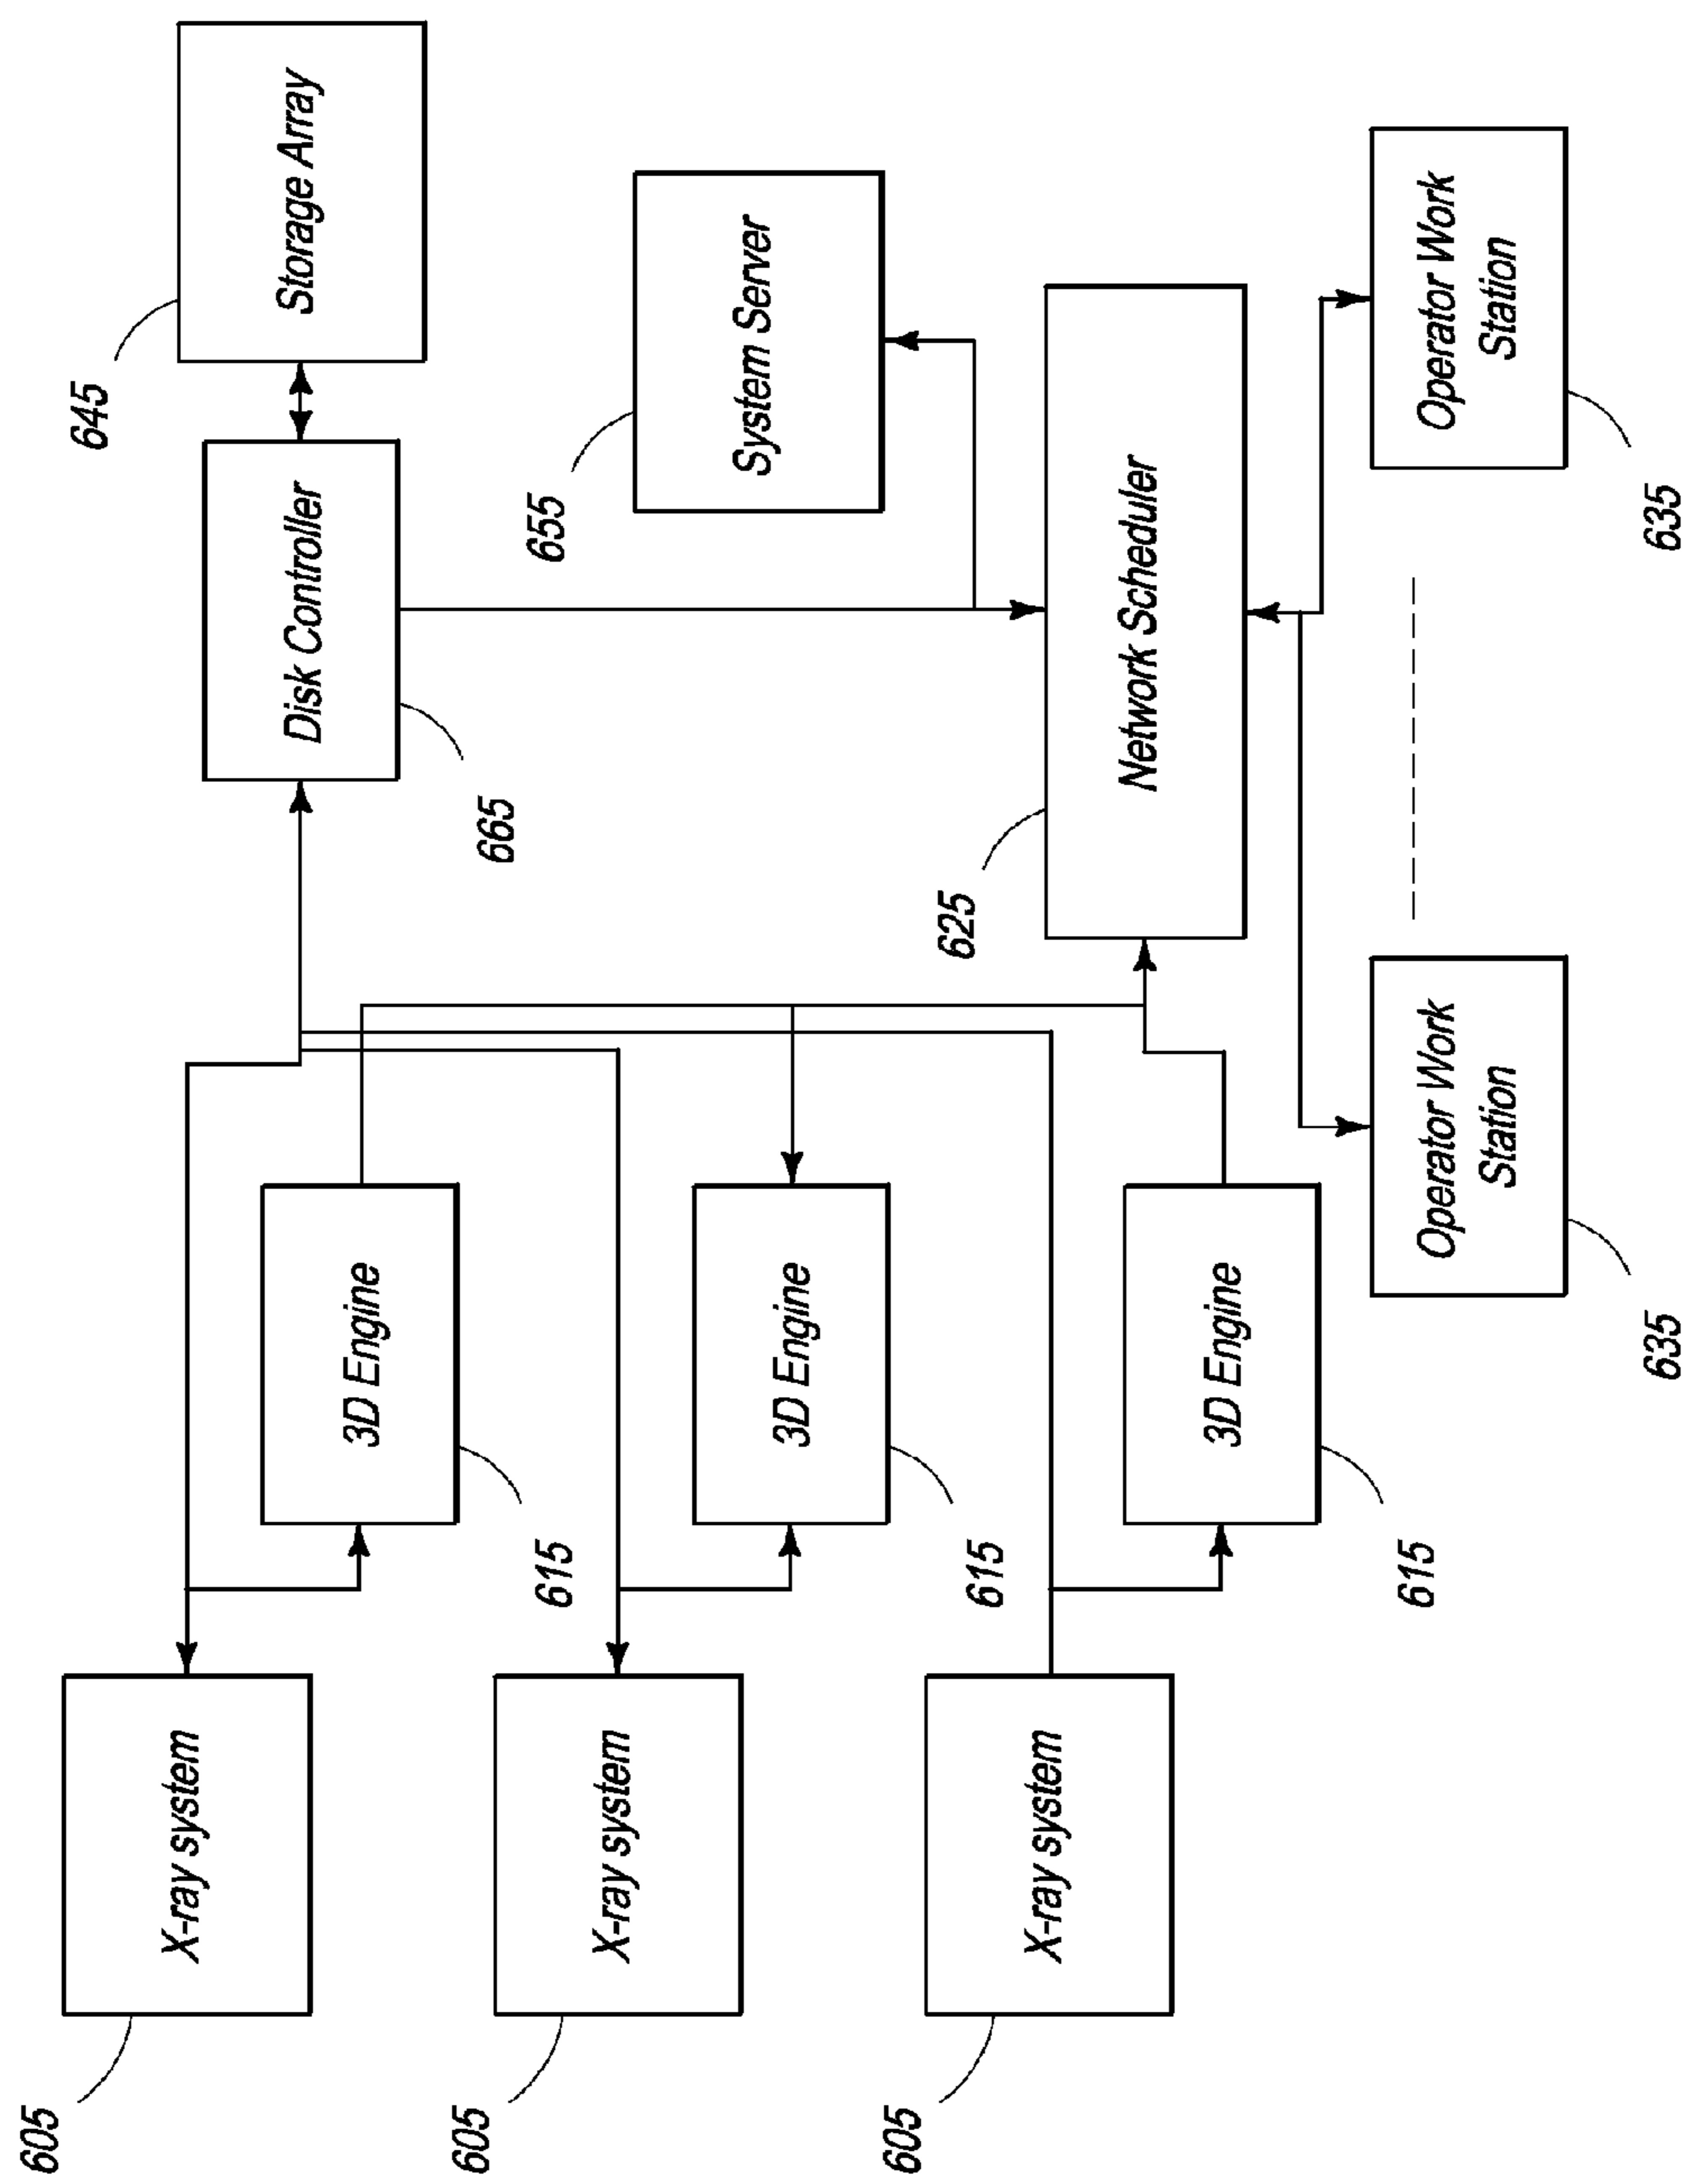 605
X-ray system
605
X-ray system
605
X-ray system
3D Engine
615
3D Engine
615
3D Engine
615
Disk Controller
665
Storage Array
645
System Server
655
Network Scheduler
625
Operator Work
Station
635
Operator Work
Station
635